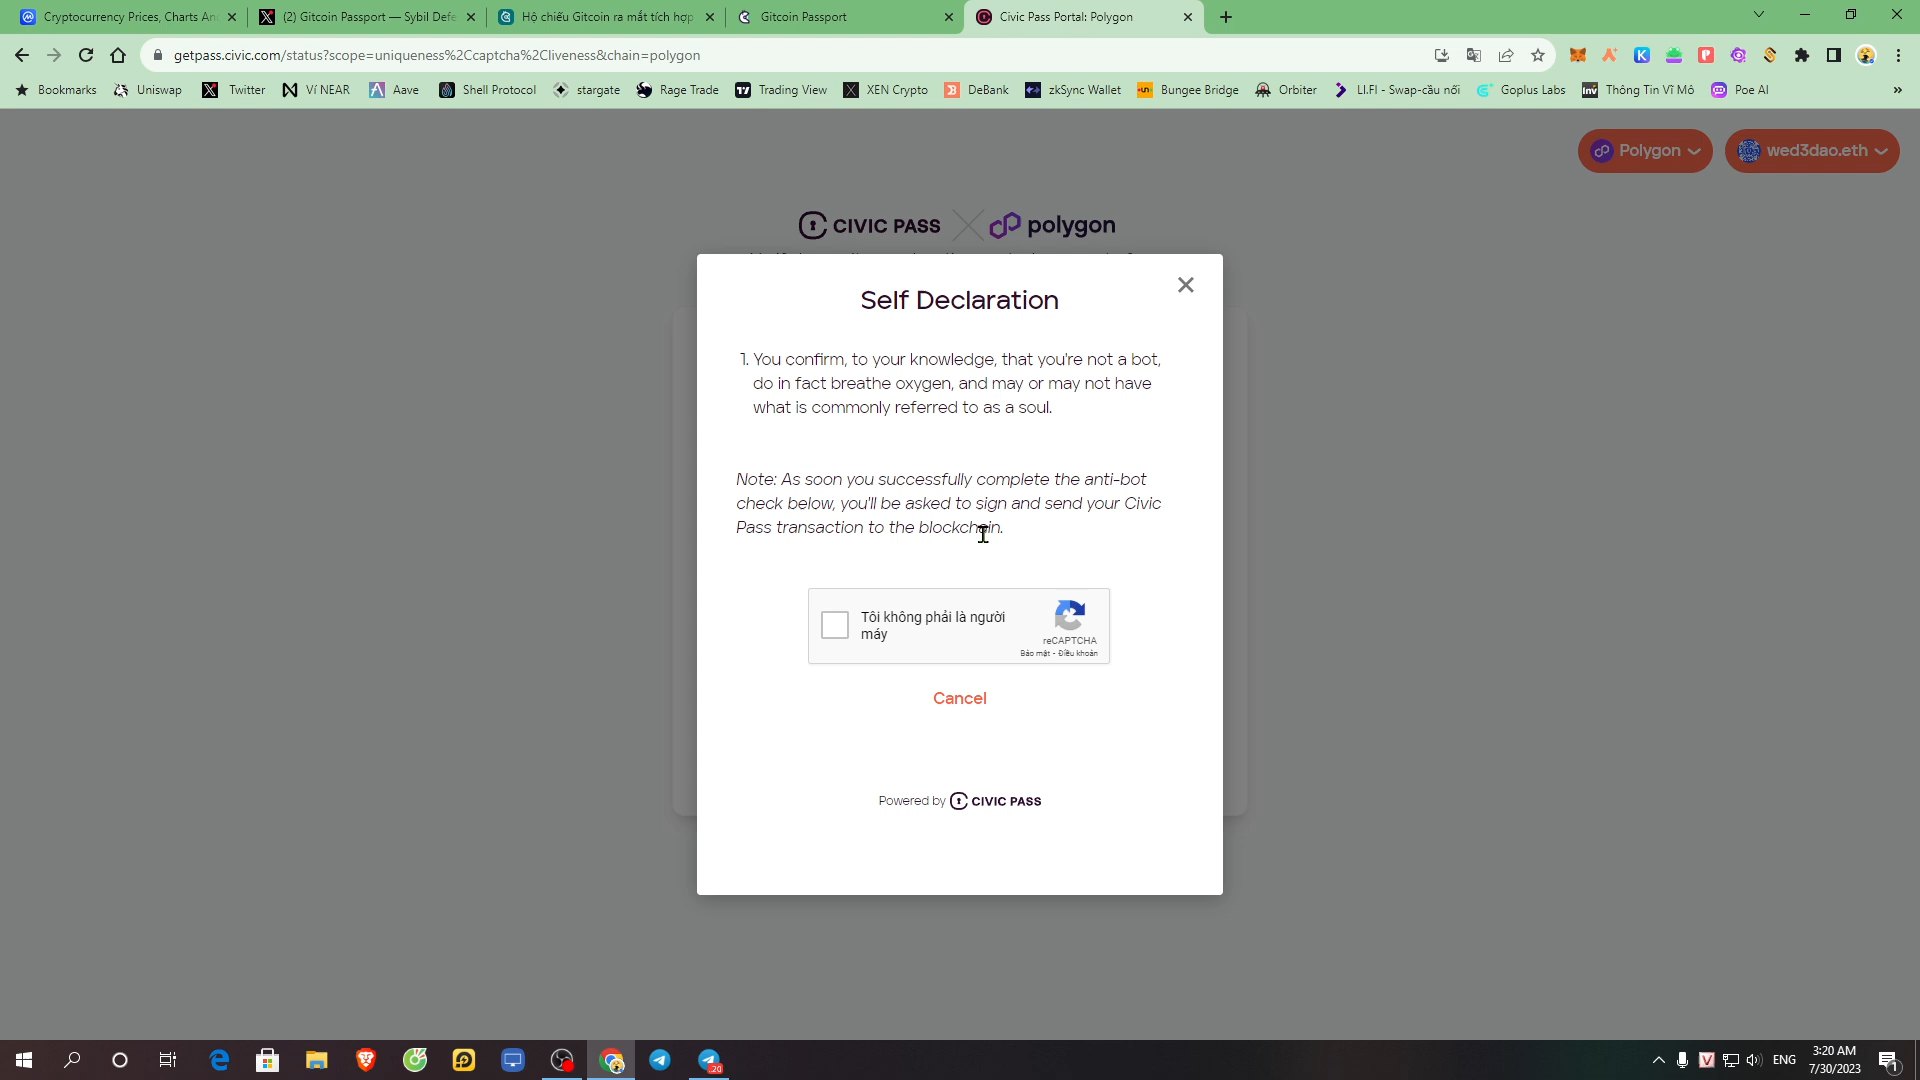 Cryptocurrency Prices, Charts An
(2) Gitcoin Passport — Sybil Defe
Hộ chiếu Gitcoin ra mắt tích hợp
Gitcoin Passport
Civic Pass Portal: Polygon
getpass.civic.com/status?scope=uniqueness%2Ccaptcha%2Cliveness&chain=polygon
Bookmarks
Uniswap
Twitter
Ví NEAR
Aave
Shell Protocol
stargate
Rage Trade
Trading View
XEN Crypto
DeBank
zkSync Wallet
Bungee Bridge
Orbiter
LI.FI - Swap-cầu nối
Goplus Labs
Thông Tin Vĩ Mô
Poe AI
»
Polygon
wed3dao.eth
CIVIC PASS
polygon
Self Declaration
1. You confirm, to your knowledge, that you're not a bot,
do in fact breathe oxygen, and may or may not have
what is commonly referred to as a soul.
Note: As soon you successfully complete the anti-bot
check below, you'll be asked to sign and send your Civic
Pass transaction to the blockchain.
Tôi không phải là người
máy
reCAPTCHA
Bảo mật - Điều khoản
Cancel
Powered by CIVIC PASS
20
ENG
3:20 AM
7/30/2023
1